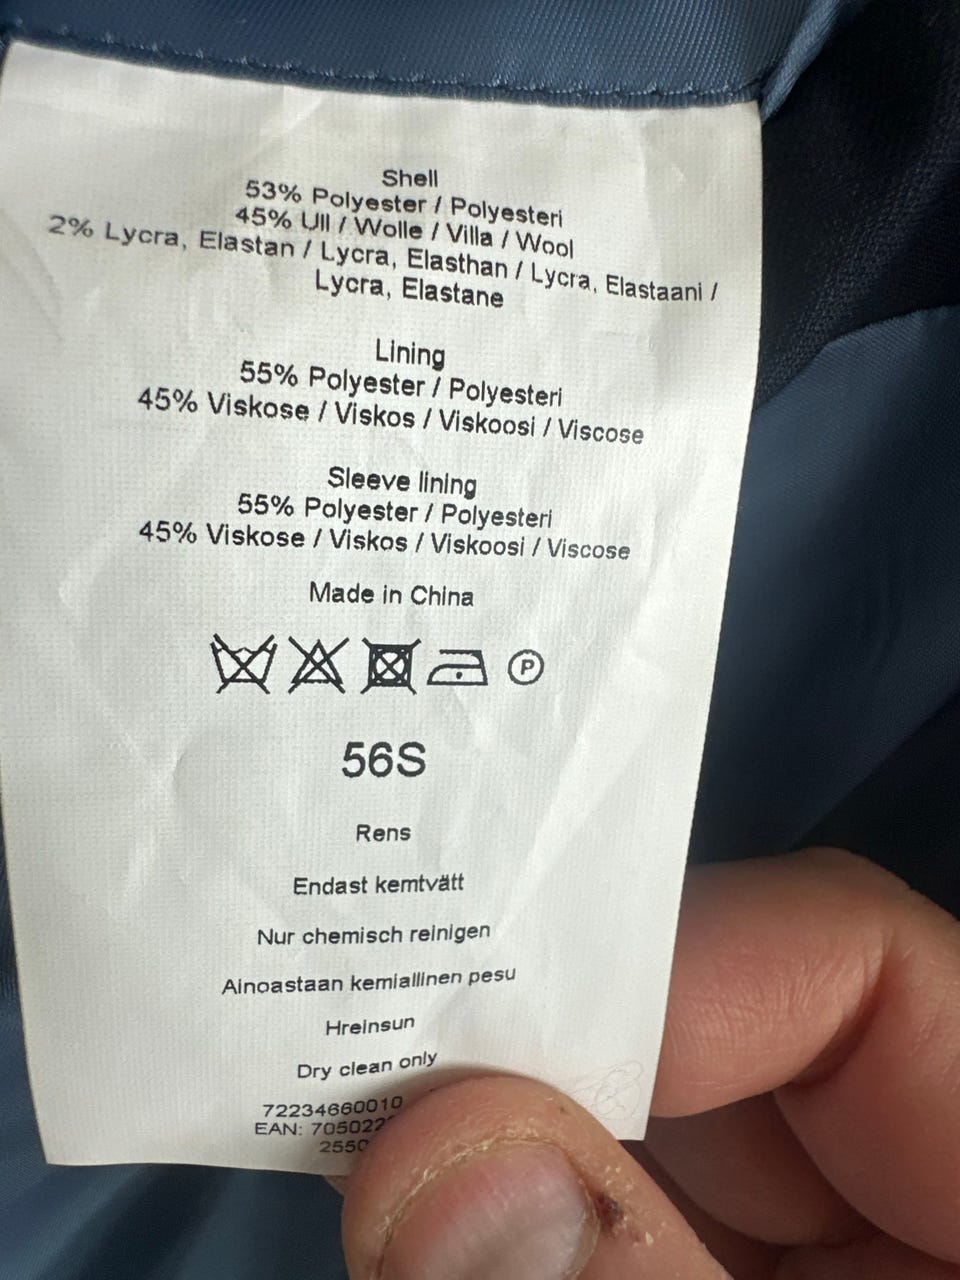 Shell
53% Polyester / Polyesteri
45% Ull / Wolle / Villa / Wool
2% Lycra, Elastan / Lycra, Elasthan / Lycra, Elastaani /
Lycra, Elastane
Lining
55% Polyester / Polyesteri
45% Viskose / Viskos / Viskoosi / Viscose
Sleeve lining
55% Polyester / Polyesteri
45% Viskose / Viskos / Viskoosi / Viscose
Made in China
P
56S
Rens
Endast kemtvätt
Nur chemisch reinigen
Ainoastaan kemiallinen pesu
Hreinsun
Dry clean only
72234660010
EAN: